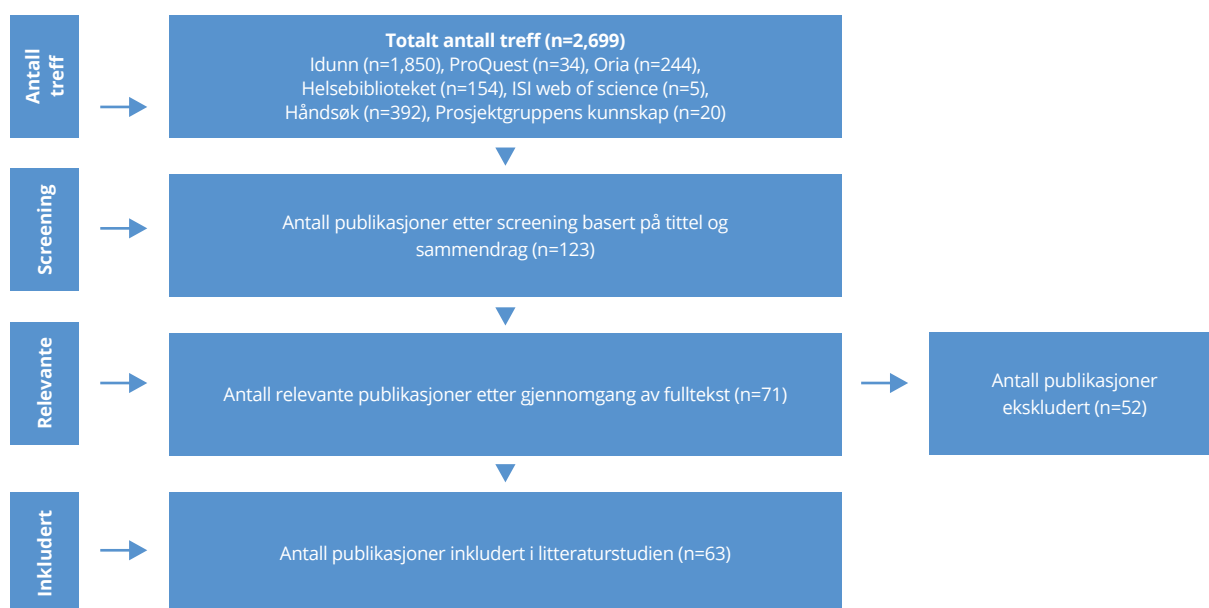 Antall
treff
Totalt antall treff (n=2,699)
Idunn (n=1,850), ProQuest (n=34), Oria (n=244),
Helsebiblioteket (n=154), ISI web of science (n=5),
Håndsøk (n=392), Prosjektgruppens kunnskap (n=20)
Screening
Antall publikasjoner etter screening basert på tittel og
sammendrag (n=123)
Relevante
Antall relevante publikasjoner etter gjennomgang av fulltekst (n=71)
Antall publikasjoner
ekskludert (n=52)
Inkludert
Antall publikasjoner inkludert i litteraturstudien (n=63)